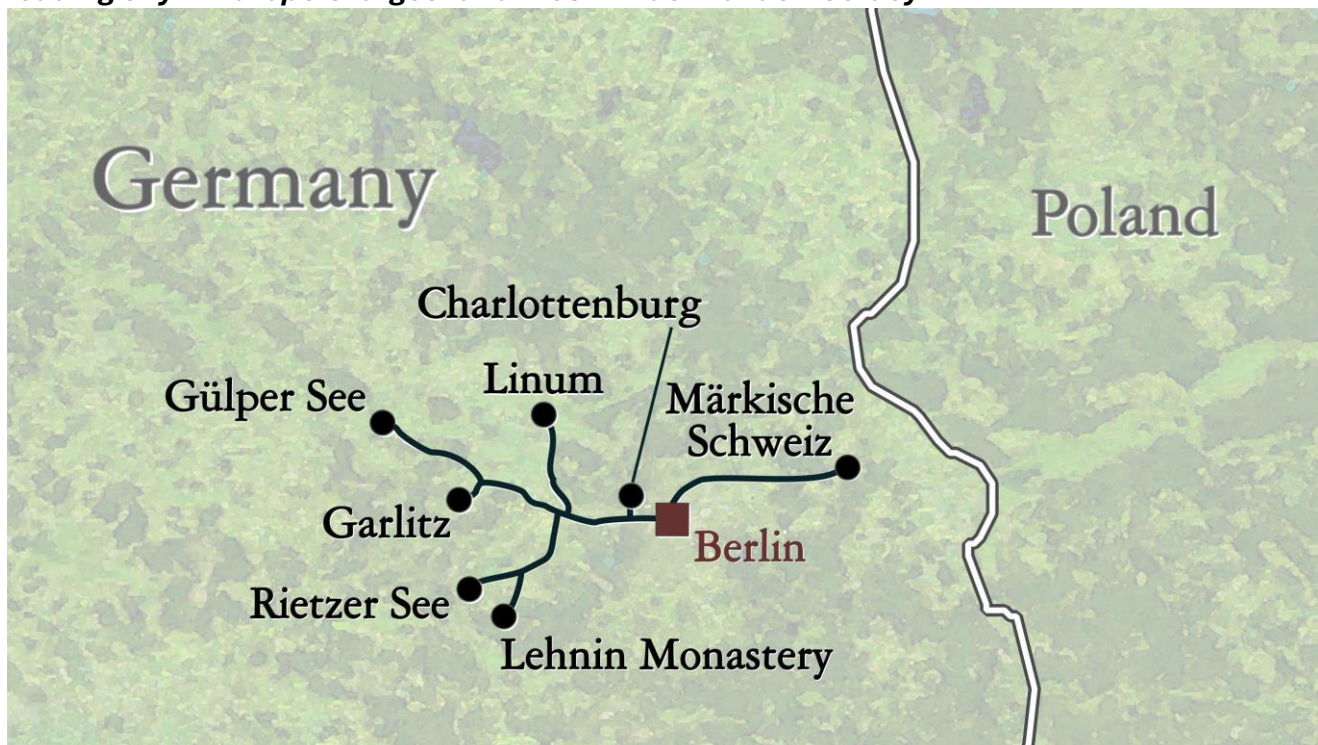 Germany
Poland
Charlottenburg
Linum
Gülper See
Märkische
Schweiz
Garlitz
Berlin
Rietzer See
Lehnin Monastery